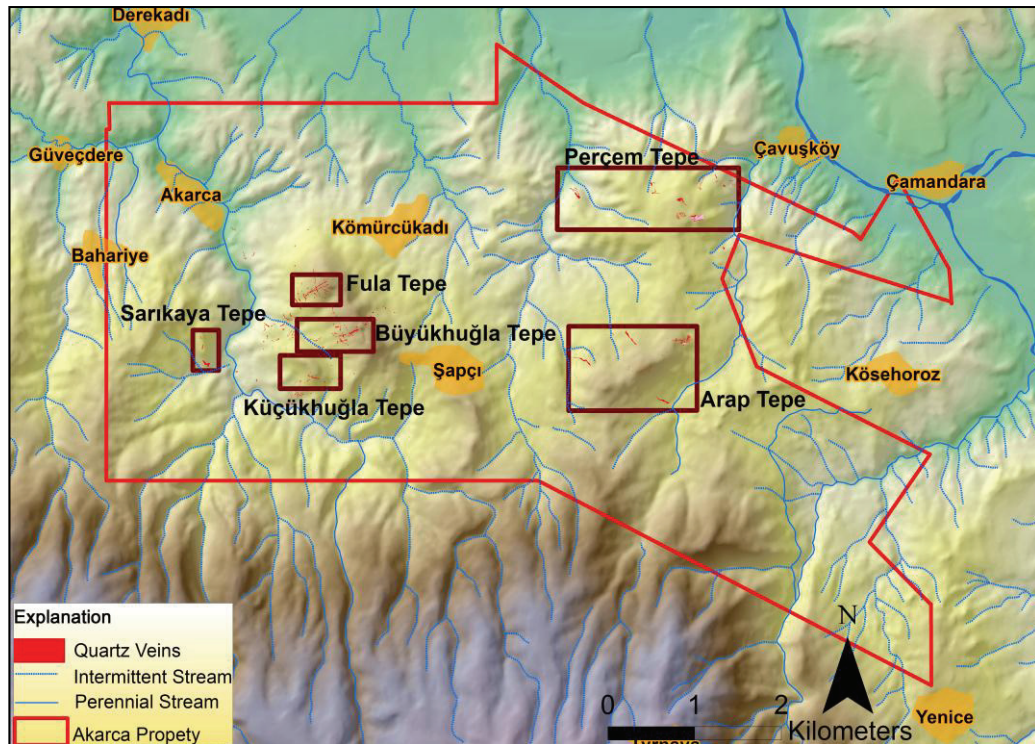 Derekadı
Güveçdere
Akarca
Bahariye
Kömürcükadı
Perçem Tepe
Çavuşköy
Çamandara
Fula Tepe
Sarıkaya Tepe
Büyükhuğla Tepe
Şapçı
Küçükhuğla Tepe
Arap Tepe
Kösehoroz
Explanation
Quartz Veins
Intermittent Stream
Perennial Stream
Akarca Propety
N
0 1 2
Kilometers
Yenice